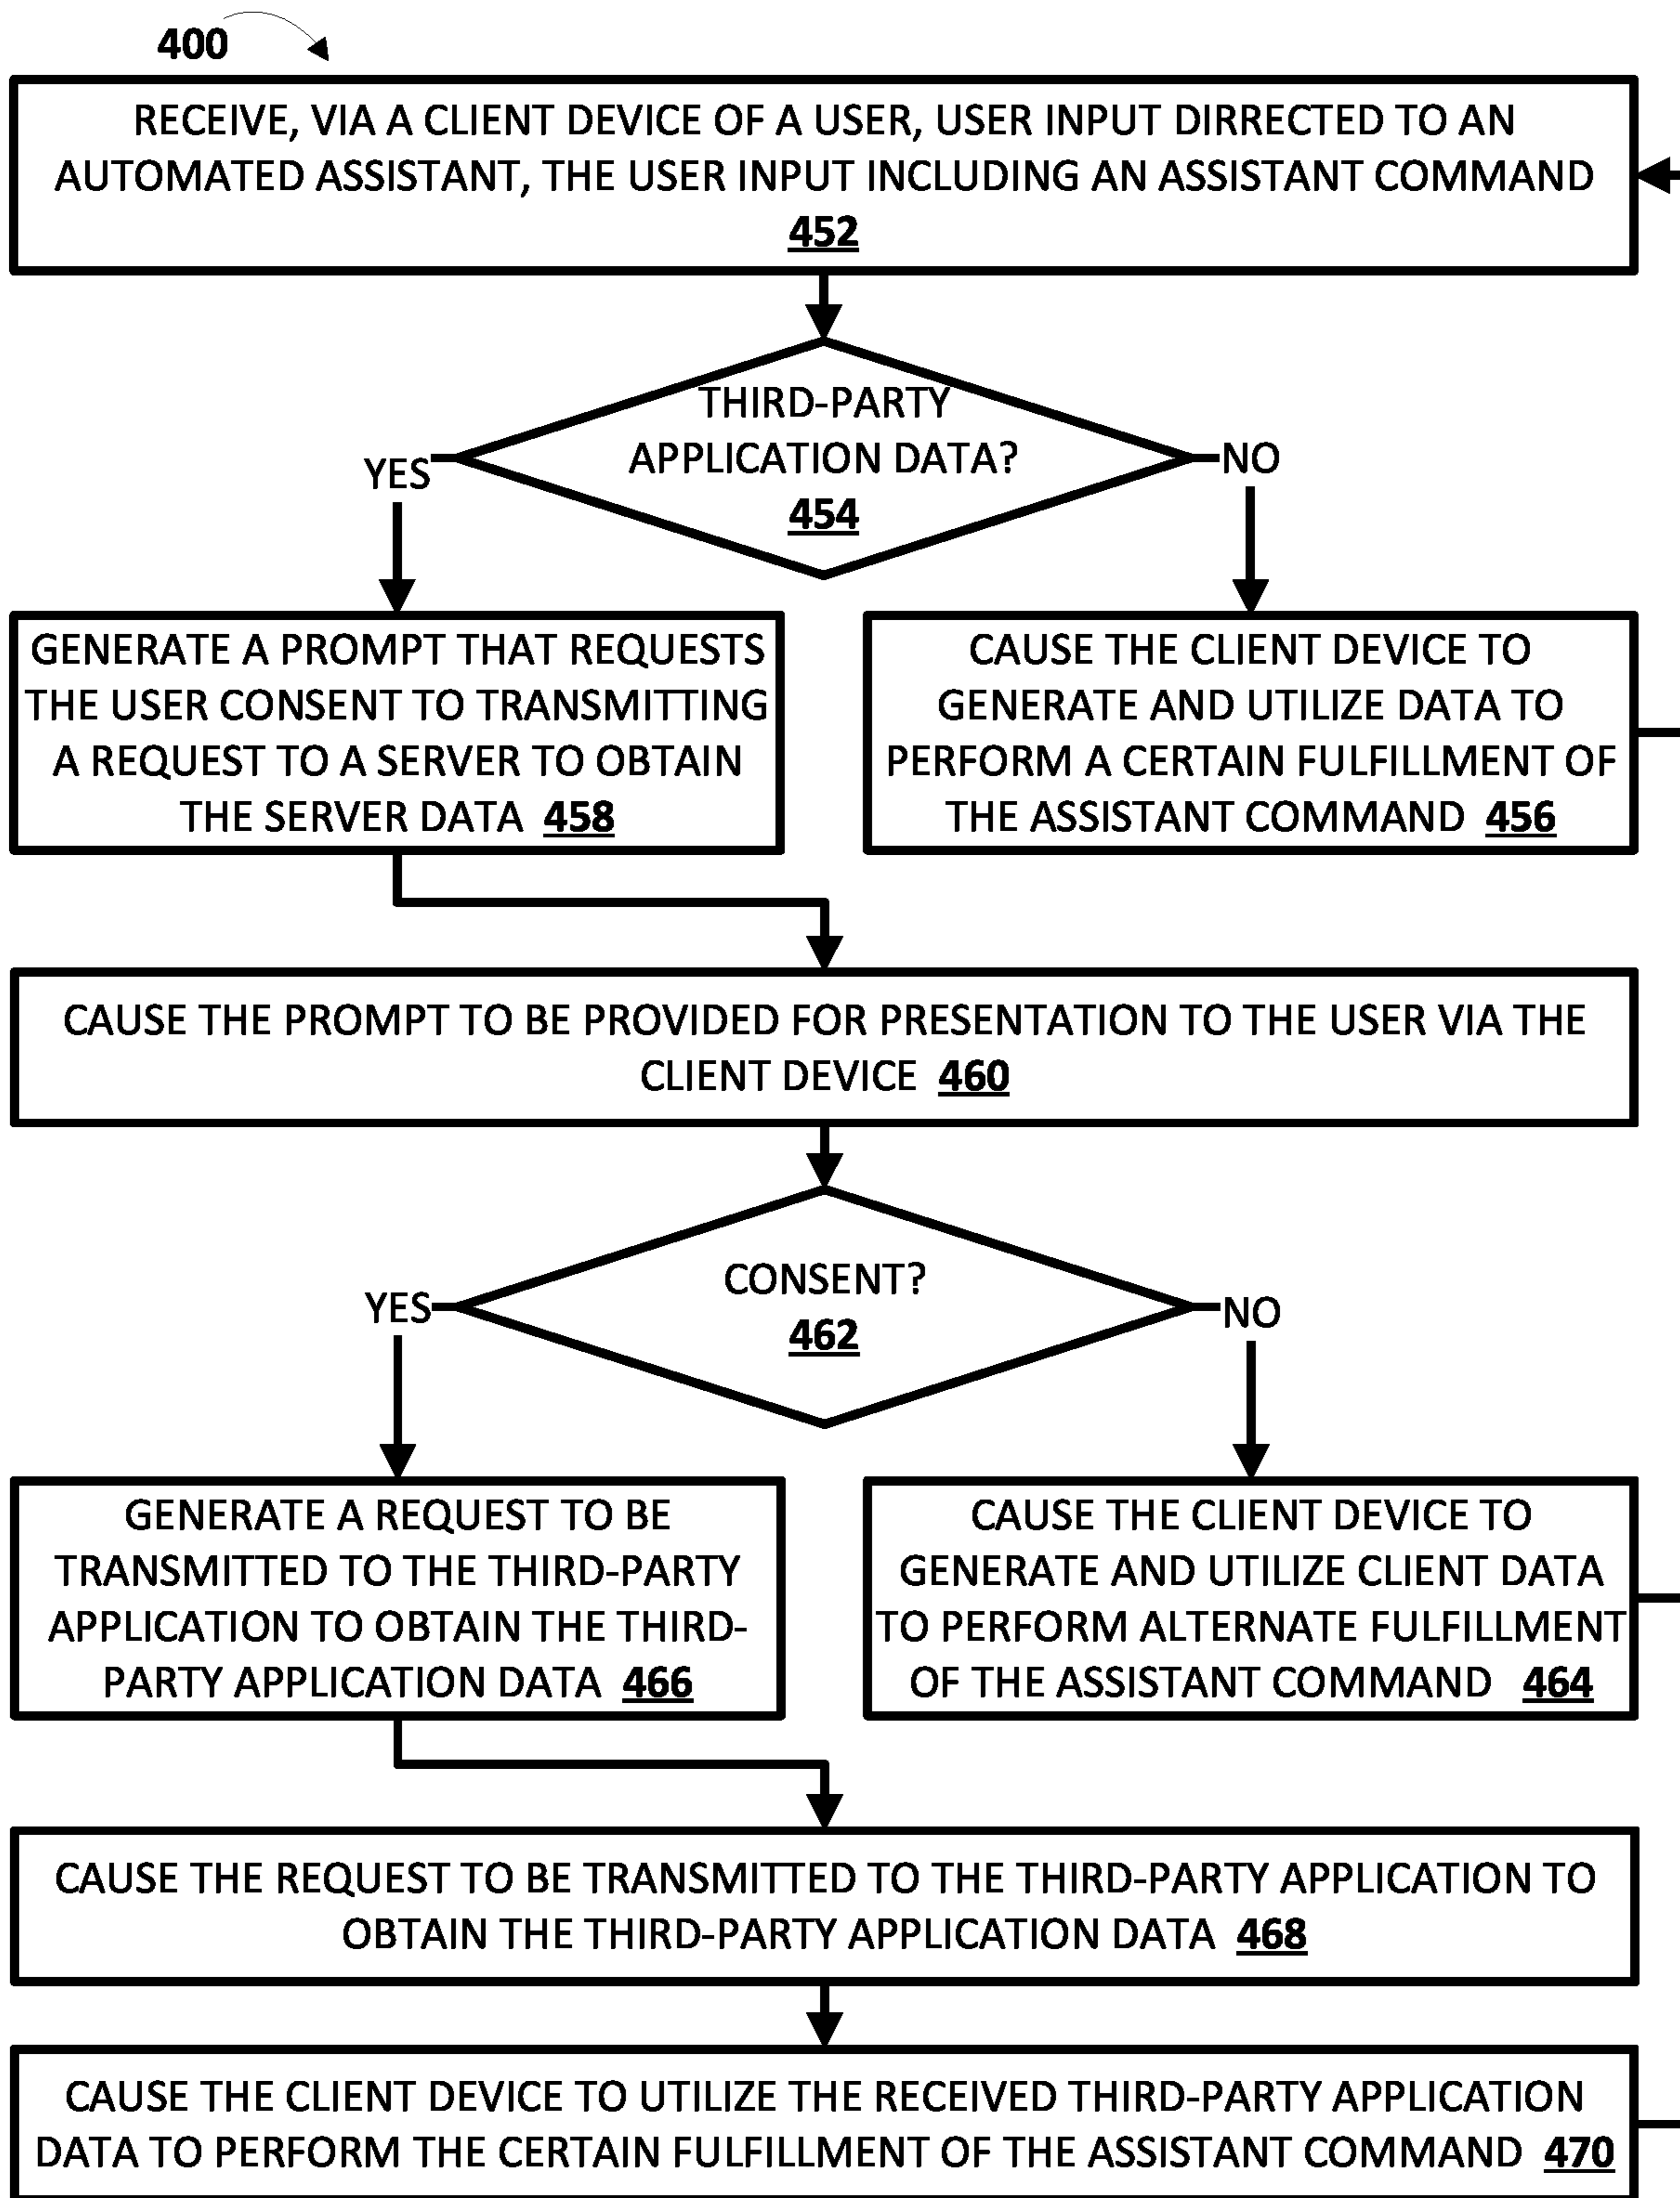 400
RECEIVE, VIA A CLIENT DEVICE OF A USER, USER INPUT DIRRECTED TO AN
AUTOMATED ASSISTANT, THE USER INPUT INCLUDING AN ASSISTANT COMMAND
452
THIRD-PARTY
APPLICATION DATA?
454
YES
NO
GENERATE A PROMPT THAT REQUESTS
THE USER CONSENT TO TRANSMITTING
A REQUEST TO A SERVER TO OBTAIN
THE SERVER DATA 458
CAUSE THE CLIENT DEVICE TO
GENERATE AND UTILIZE DATA TO
PERFORM A CERTAIN FULFILLMENT OF
THE ASSISTANT COMMAND 456
CAUSE THE PROMPT TO BE PROVIDED FOR PRESENTATION TO THE USER VIA THE
CLIENT DEVICE 460
CONSENT?
462
YES
NO
GENERATE A REQUEST TO BE
TRANSMITTED TO THE THIRD-PARTY
APPLICATION TO OBTAIN THE THIRD-
PARTY APPLICATION DATA 466
CAUSE THE CLIENT DEVICE TO
GENERATE AND UTILIZE CLIENT DATA
TO PERFORM ALTERNATE FULFILLMENT
OF THE ASSISTANT COMMAND 464
CAUSE THE REQUEST TO BE TRANSMITTED TO THE THIRD-PARTY APPLICATION TO
OBTAIN THE THIRD-PARTY APPLICATION DATA 468
CAUSE THE CLIENT DEVICE TO UTILIZE THE RECEIVED THIRD-PARTY APPLICATION
DATA TO PERFORM THE CERTAIN FULFILLMENT OF THE ASSISTANT COMMAND 470